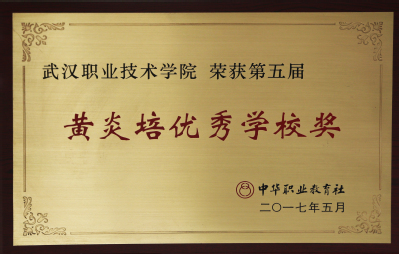 武汉职业技术学院 荣获第五届
黄炎培优秀学校奖
中华职业教育社
二〇一七年五月